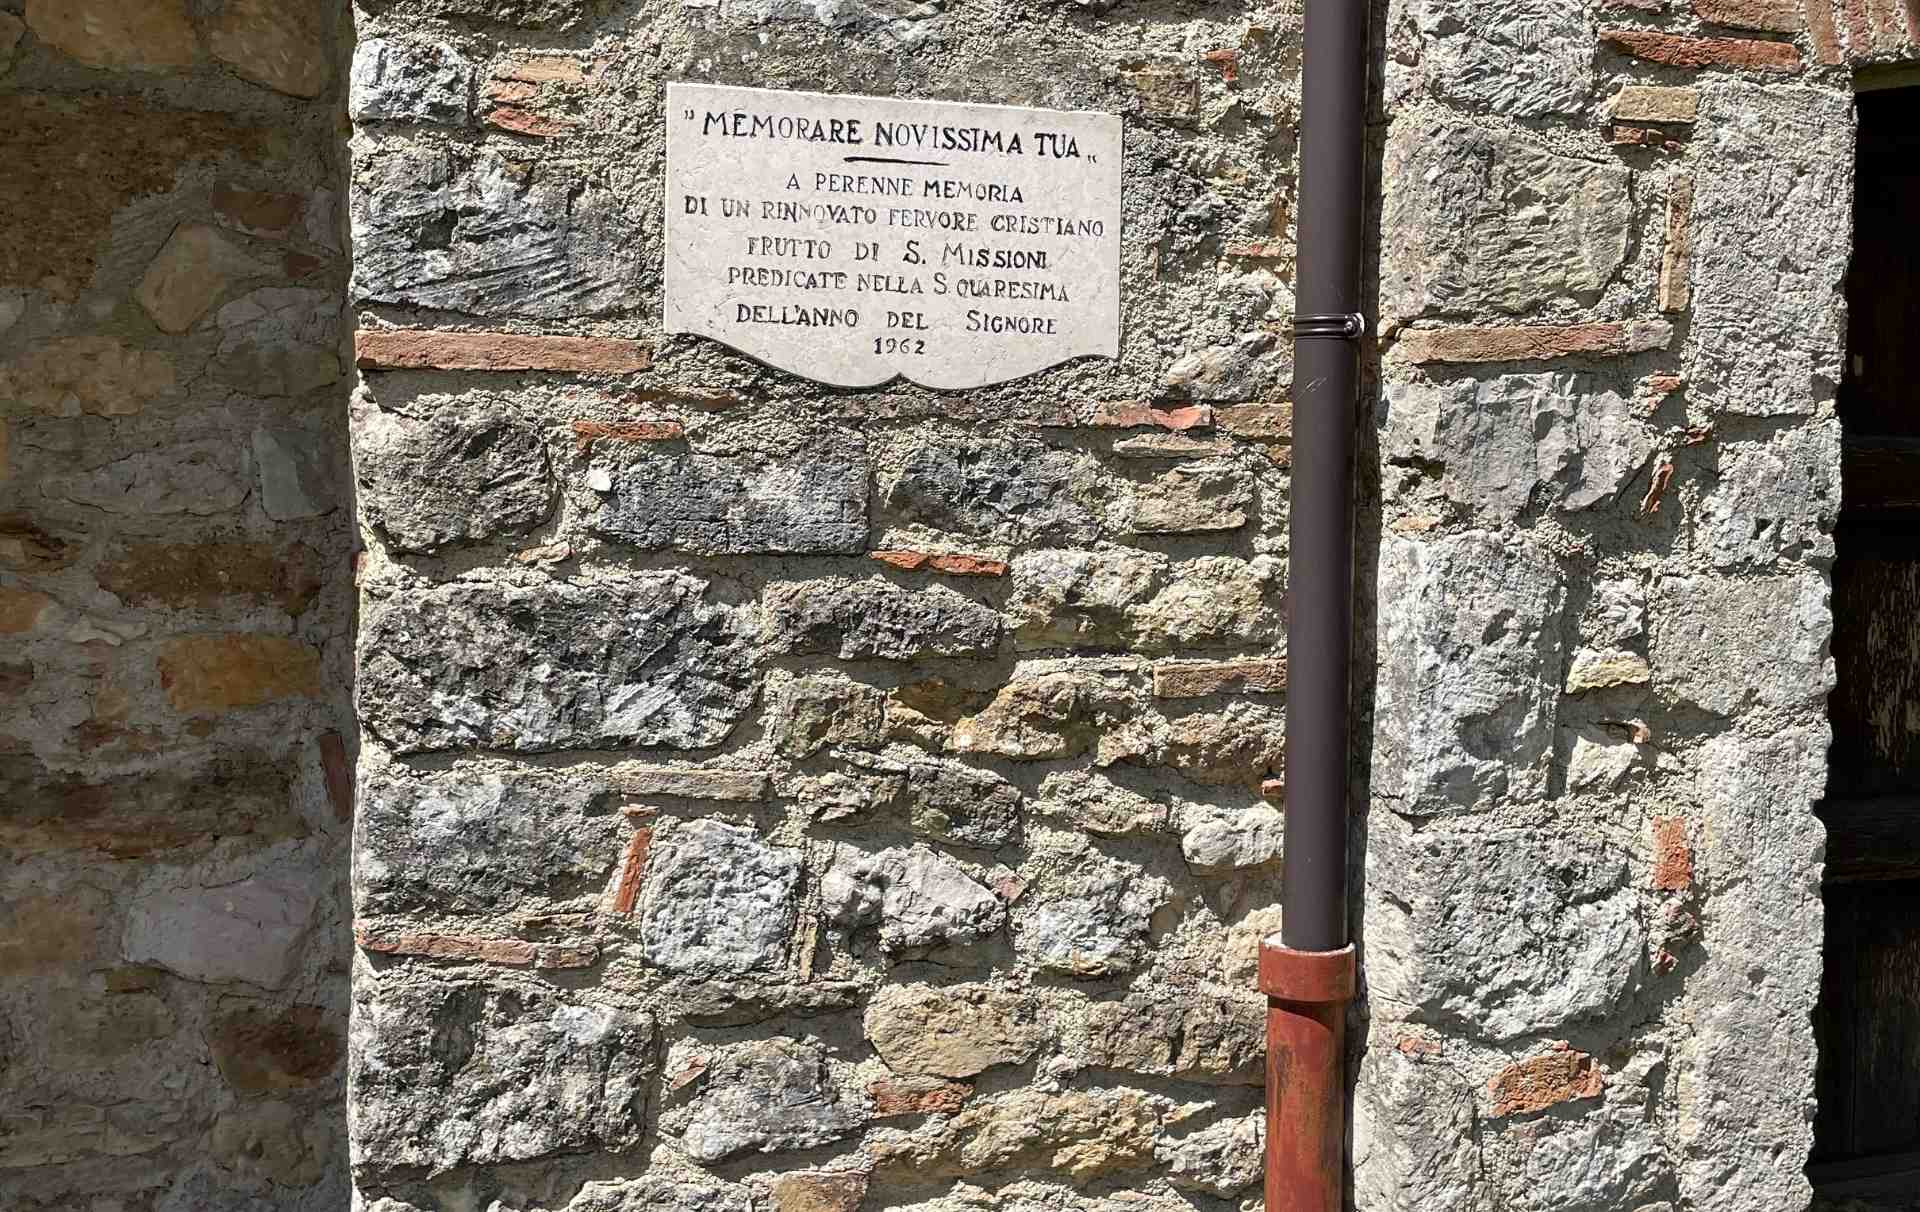 "MEMORARE NOVISSIMA TUA"
A PERENNE MEMORIA
DI UN RINNOVATO FERVORE CRISTIANO
FRUTTO DI S. MISSIONI
PREDICATE NELLA S. QUARESIMA
DELL'ANNO DEL SIGNORE
1962